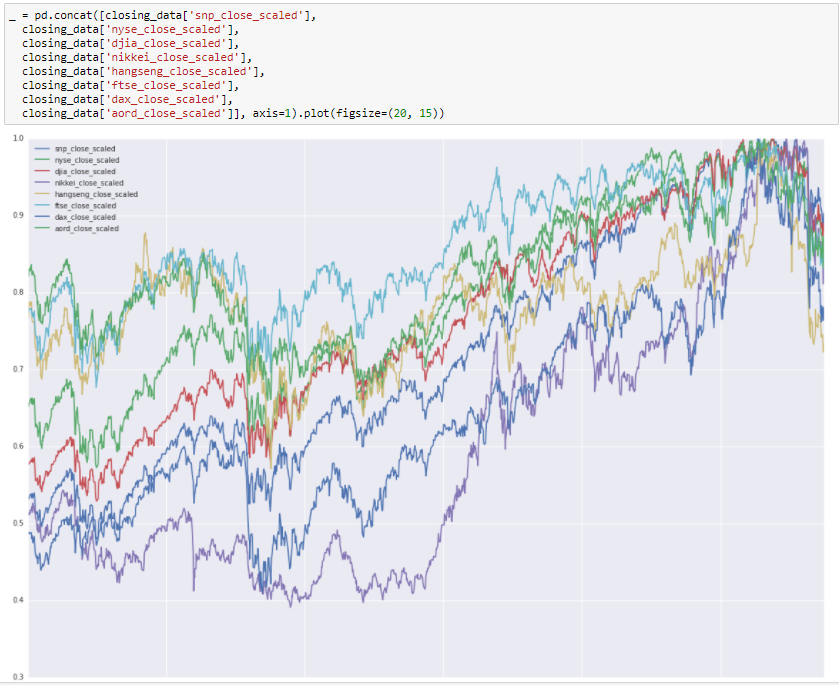 _ = pd.concat([closing_data['snp_close_scaled'],
closing_data['nyse_close_scaled'],
closing_data['djia_close_scaled'],
closing_data['nikkei_close_scaled'],
closing_data['hangseng_close_scaled'],
closing_data['ftse_close_scaled'],
closing_data['dax_close_scaled'],
closing_data['aord_close_scaled']], axis=1).plot(figsize=(20, 15))
1.0
snp_close_scaled
nyse_close_scaled
djia_close_scaled
nikkei_close_scaled
hangseng_close_scaled
ftse_close_scaled
dax_close_scaled
aord_close_scaled
0.9
0.8
0.7
0.6
0.5
0.4
0.3